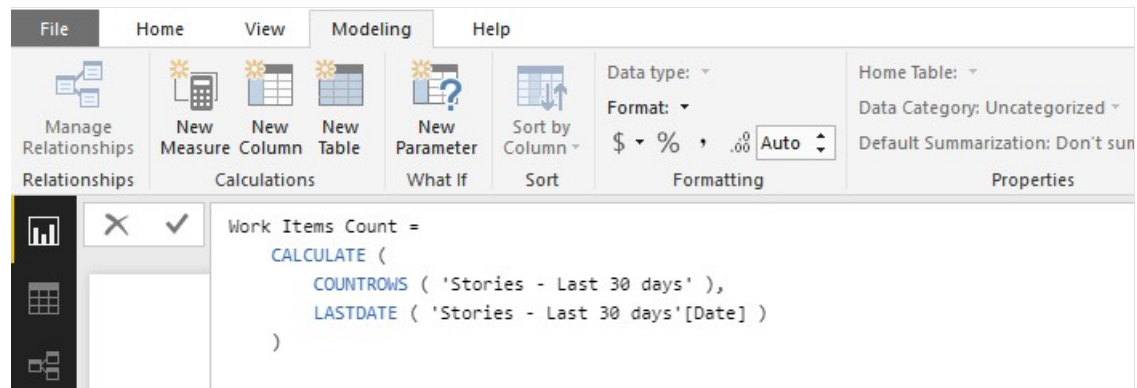 File Home View Modeling Help
Manage Relationships
New Measure
New Column
New Table
New Parameter
Sort by Column
Data type:
Format:
$ % , .00 Auto
Home Table:
Data Category: Uncategorized
Default Summarization: Don't sum
Relationships Calculations What If Sort Formatting Properties
Work Items Count =
CALCULATE (
COUNTROWS ( 'Stories - Last 30 days' ),
LASTDATE ( 'Stories - Last 30 days'[Date] )
)